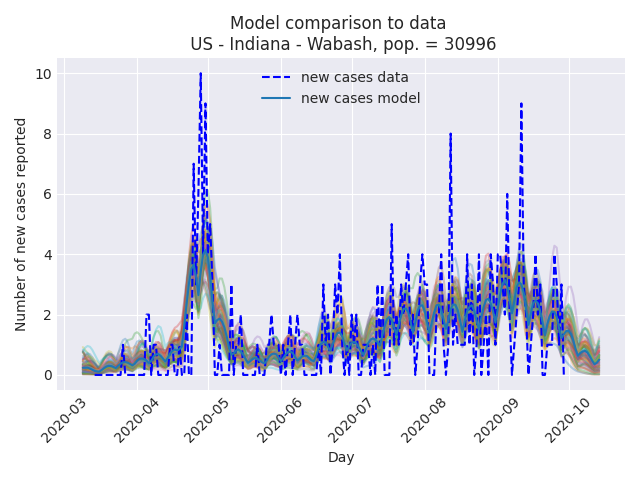 Model comparison to data
US - Indiana - Wabash, pop. = 30996
new cases data
new cases model
Number of new cases reported
10
8
6
4
2
0
2020-03
2020-04
2020-05
2020-06
2020-07
2020-08
2020-09
2020-10
Day